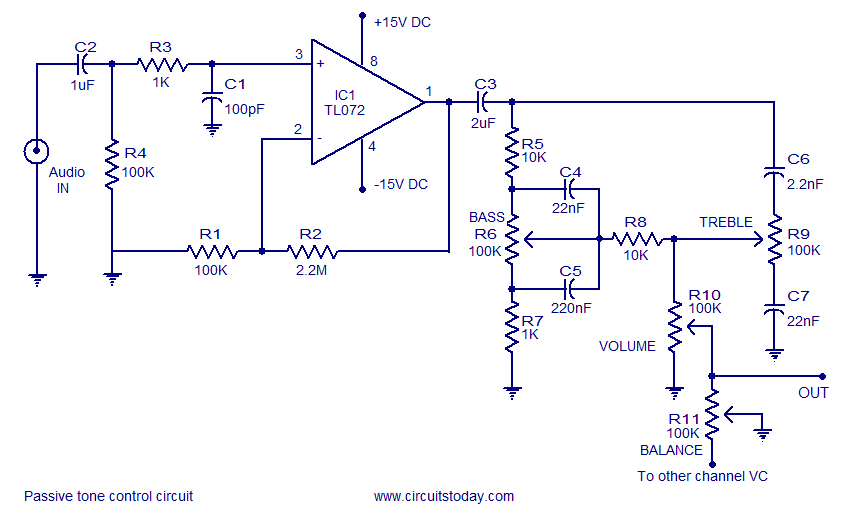 +15V DC
C2
1uF
R3
1K
3
+
8
C1
100pF
IC1
TL072
1
C3
2uF
2
-
4
-15V DC
Audio
IN
R4
100K
R1
100K
R2
2.2M
R5
10K
C4
22nF
BASS
R6
100K
R8
10K
C5
220nF
R7
1K
TREBLE
C6
2.2nF
R9
100K
C7
22nF
R10
100K
VOLUME
OUT
R11
100K
BALANCE
To other channel VC
Passive tone control circuit
www.circuitstoday.com